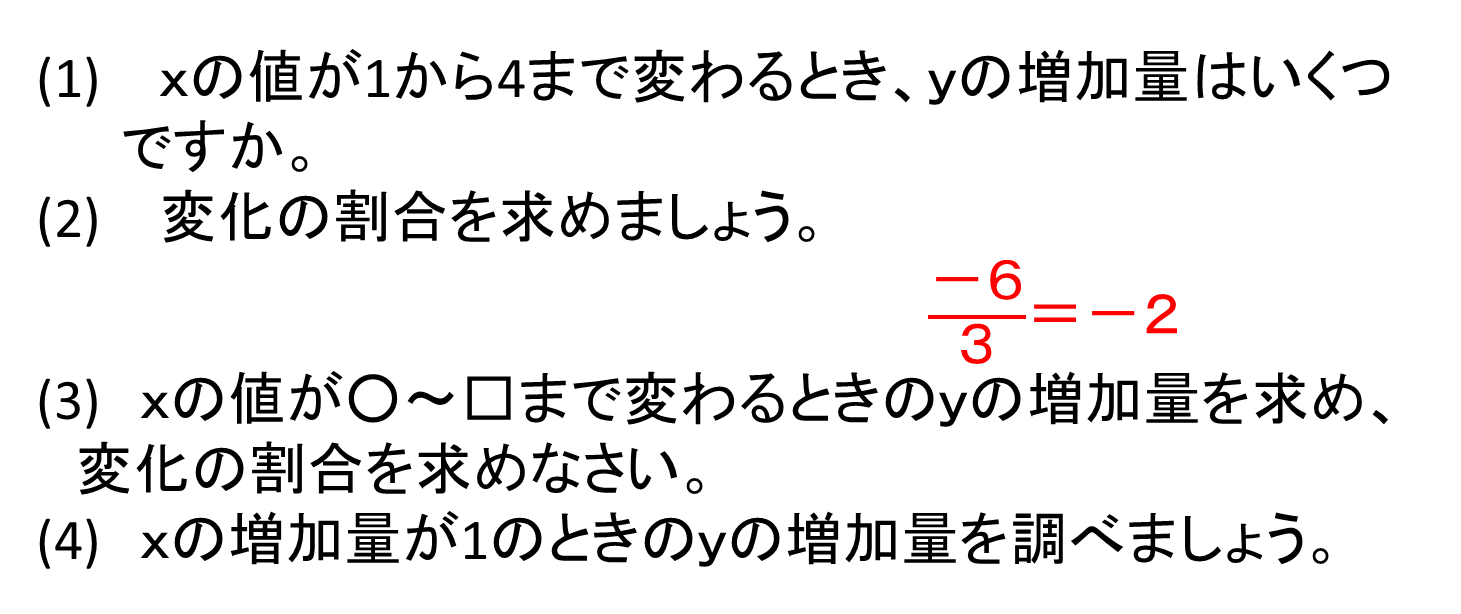 (1)　xの値が1から4まで変わるとき、yの増加量はいくつ
ですか。
(2)　変化の割合を求めましょう。
－6
―― ＝－2
3
(3)　xの値が〇～□まで変わるときのyの増加量を求め、
変化の割合を求めなさい。
(4)　xの増加量が1のときのyの増加量を調べましょう。